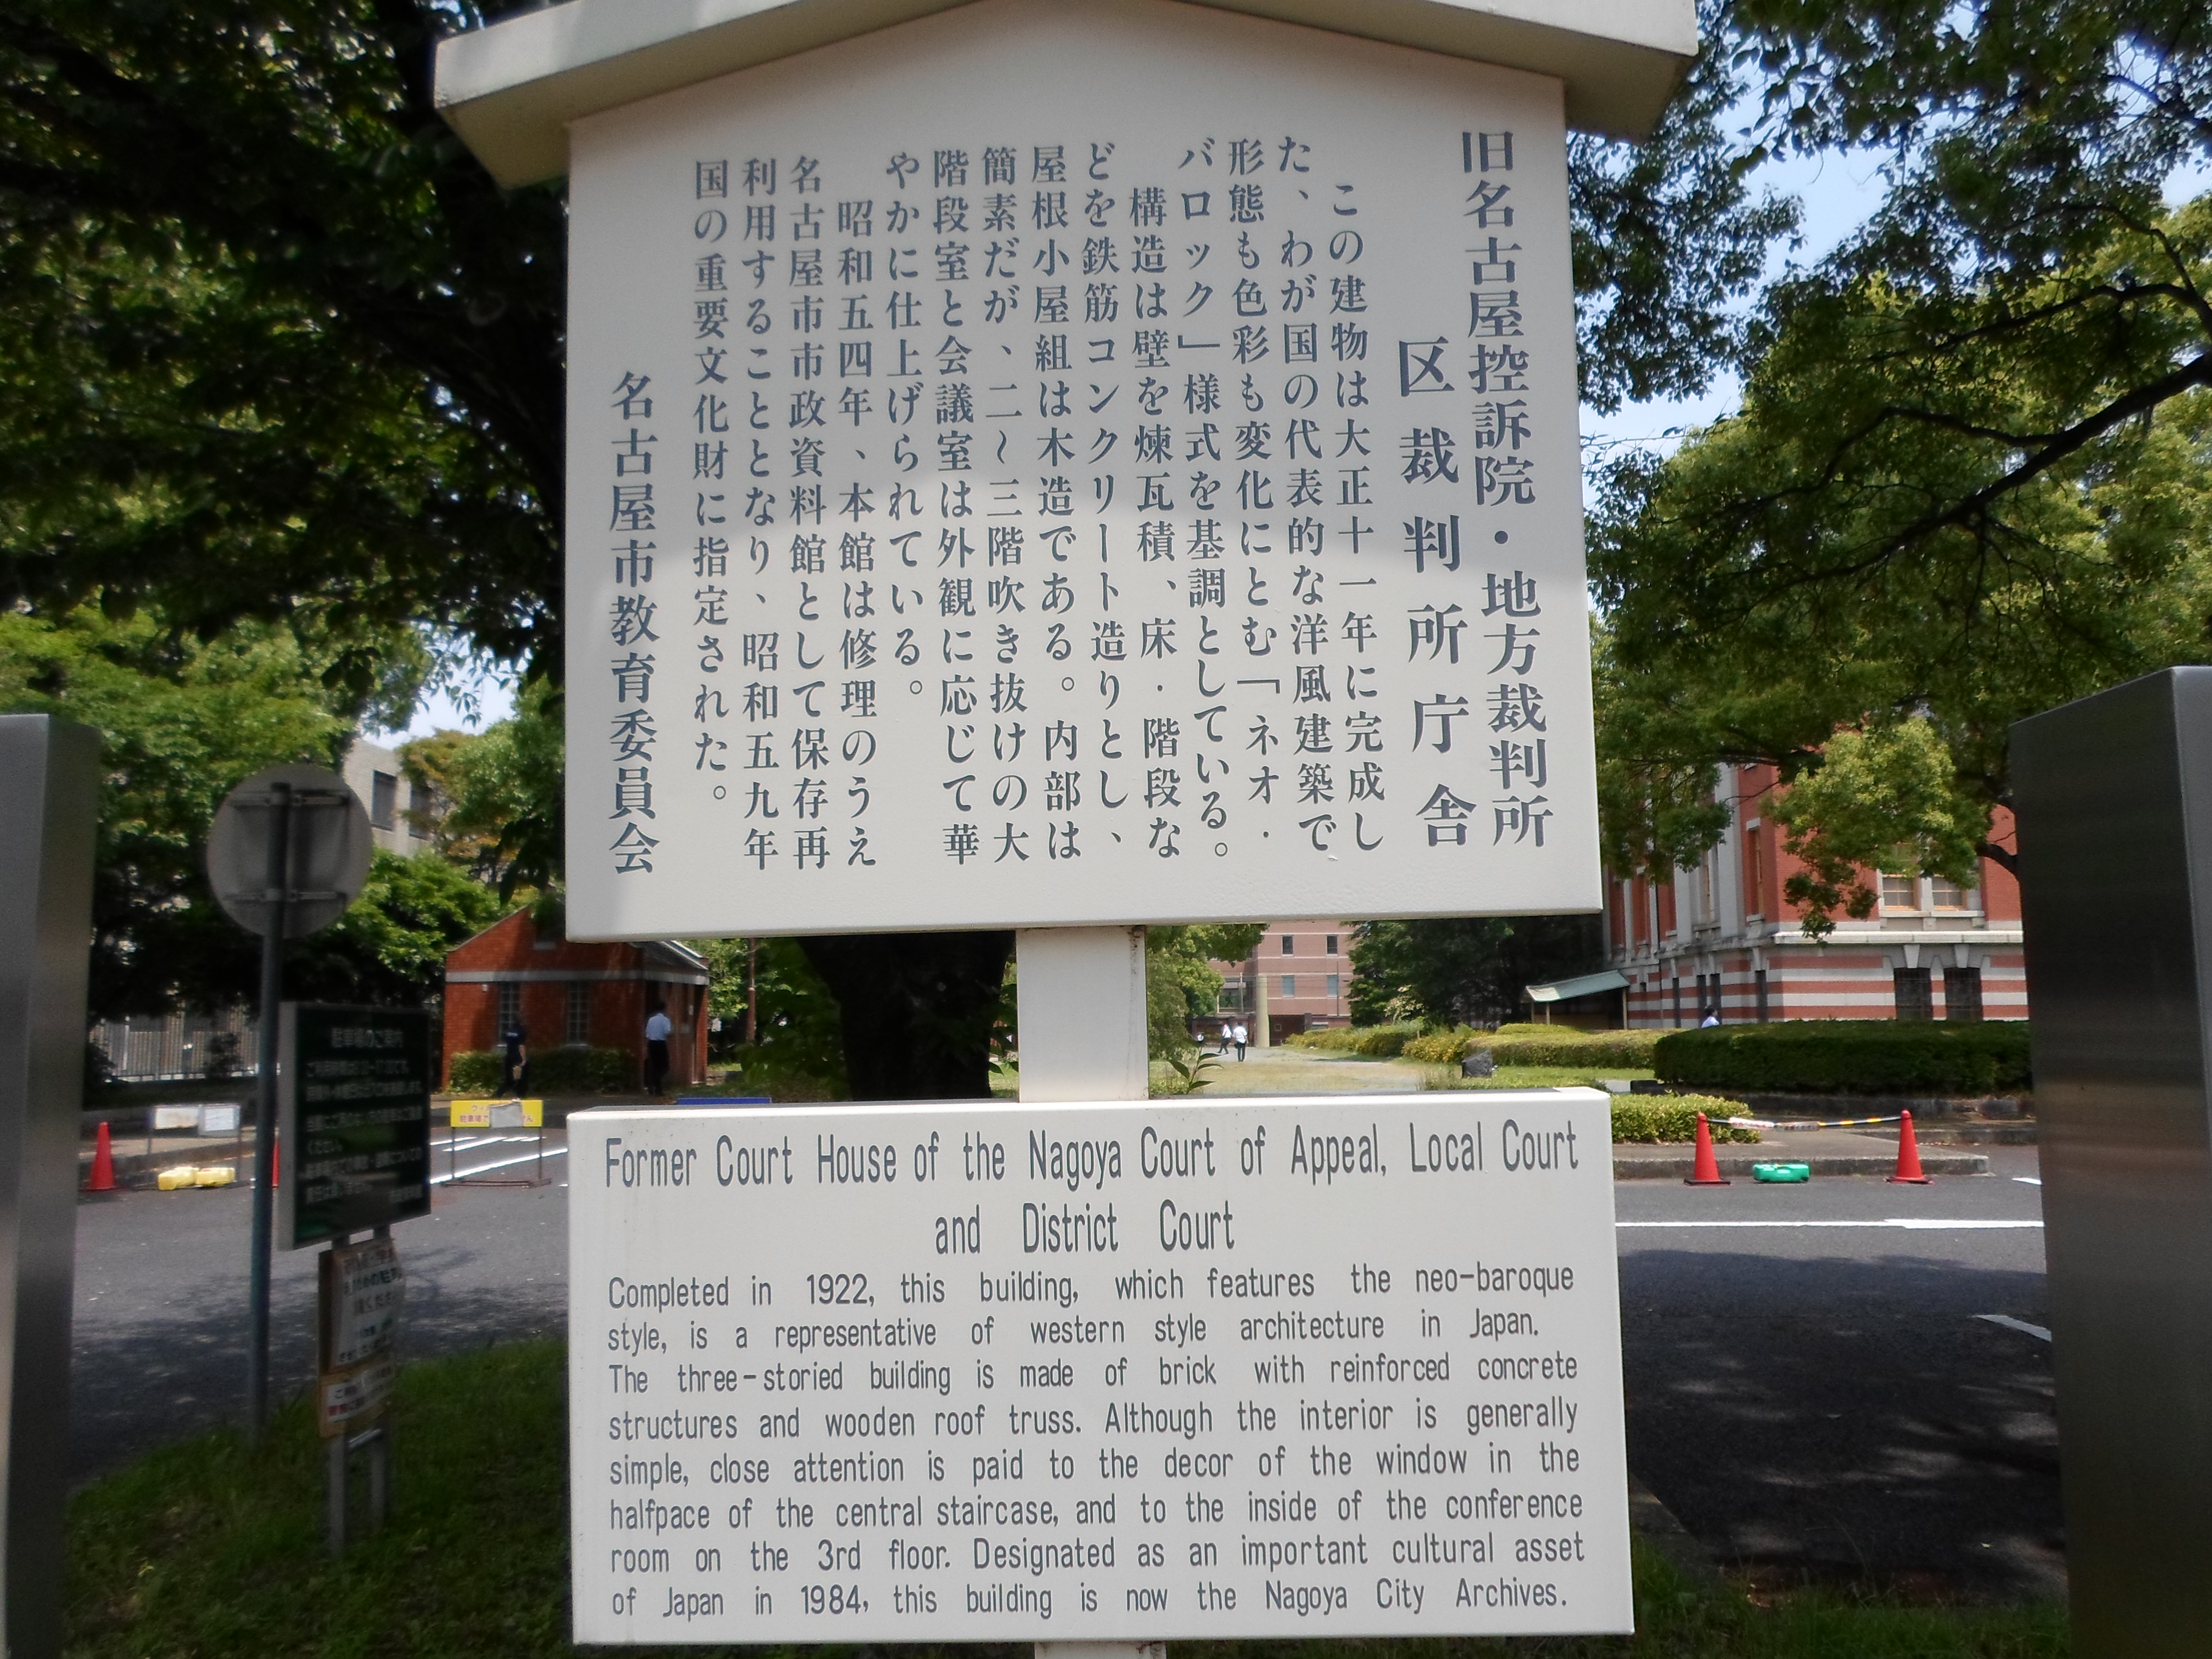 旧名古屋控訴院・地方裁判所
区裁判所庁舎
この建物は大正十一年に完成し
た、わが国の代表的な洋風建築で
形態も色彩も変化にとむ「ネオ・
バロック」様式を基調としている。
構造は壁を煉瓦積、床・階段な
どを鉄筋コンクリート造りとし、
屋根小屋組は木造である。内部は
簡素だが、二〜三階吹き抜けの大
階段室と会議室は外観に応じて華
やかに仕上げられている。
昭和五四年、本館は修理のうえ
名古屋市市政資料館として保存再
利用することとなり、昭和五九年
国の重要文化財に指定された。
名古屋市教育委員会
Former Court House of the Nagoya Court of Appeal, Local Court
and District Court
Completed in 1922, this building, which features the neo-baroque
style, is a representative of western style architecture in Japan.
The three-storied building is made of brick with reinforced concrete
structures and wooden roof truss. Although the interior is generally
simple, close attention is paid to the decor of the window in the
halfpace of the central staircase, and to the inside of the conference
room on the 3rd floor. Designated as an important cultural asset
of Japan in 1984, this building is now the Nagoya City Archives.
駐車場のご案内